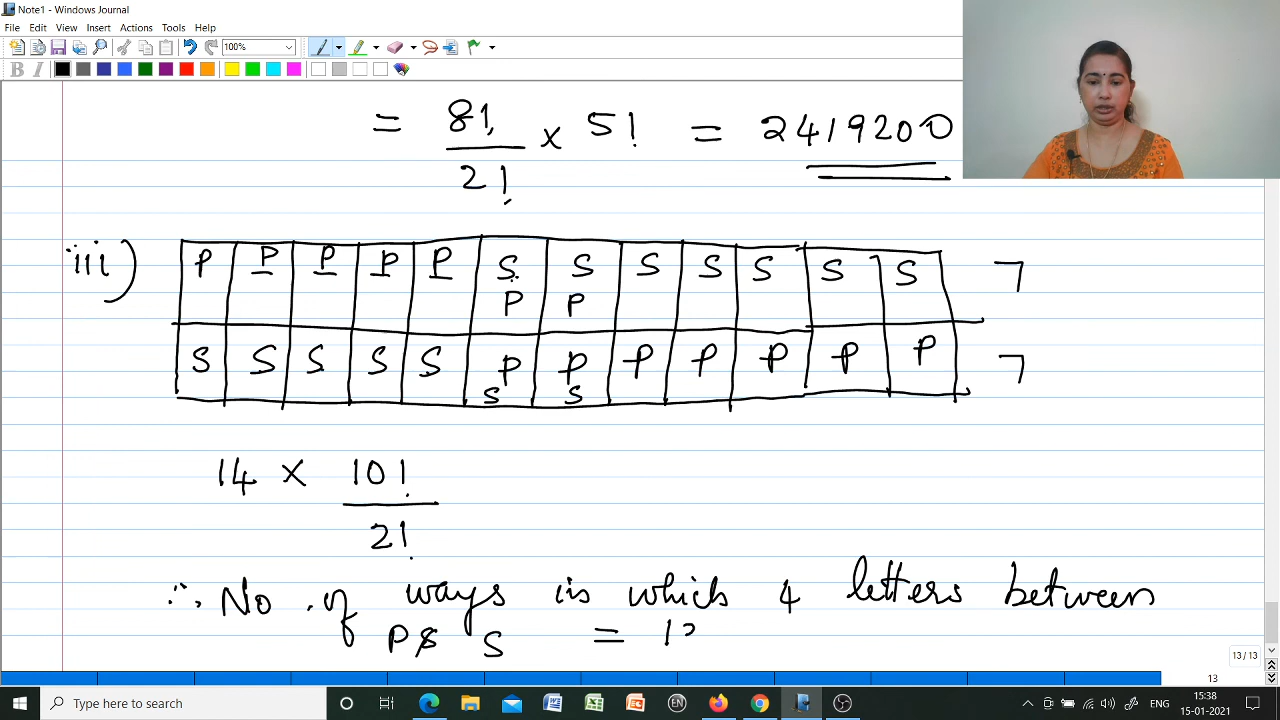 Note1 - Windows Journal
File Edit View Insert Actions Tools Help
100%
B I
= 8! / 2! × 5! = 2419200
iii) P P P P P S S S S S S S 7
P P
S S S S S P P P P P P P 7
S S
14 × 10! / 2!
∴ No. of ways in which 4 letters between
P & S = 12
13 / 13
13
Type here to search
EN
ENG
15:38
15-01-2021